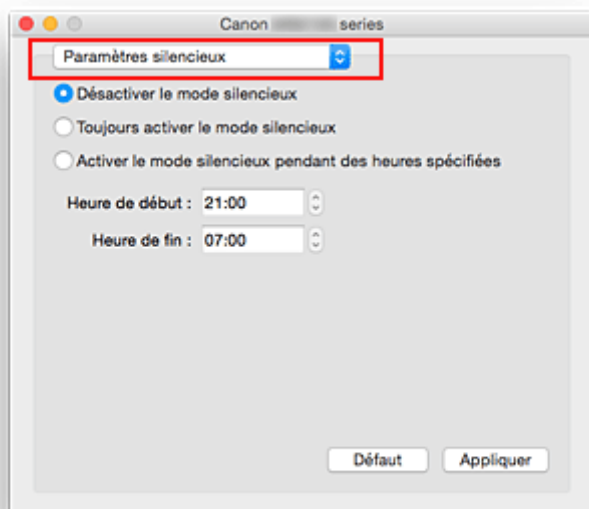 Canon series
Paramètres silencieux
Désactiver le mode silencieux
Toujours activer le mode silencieux
Activer le mode silencieux pendant des heures spécifiées
Heure de début : 21:00
Heure de fin : 07:00
Défaut Appliquer